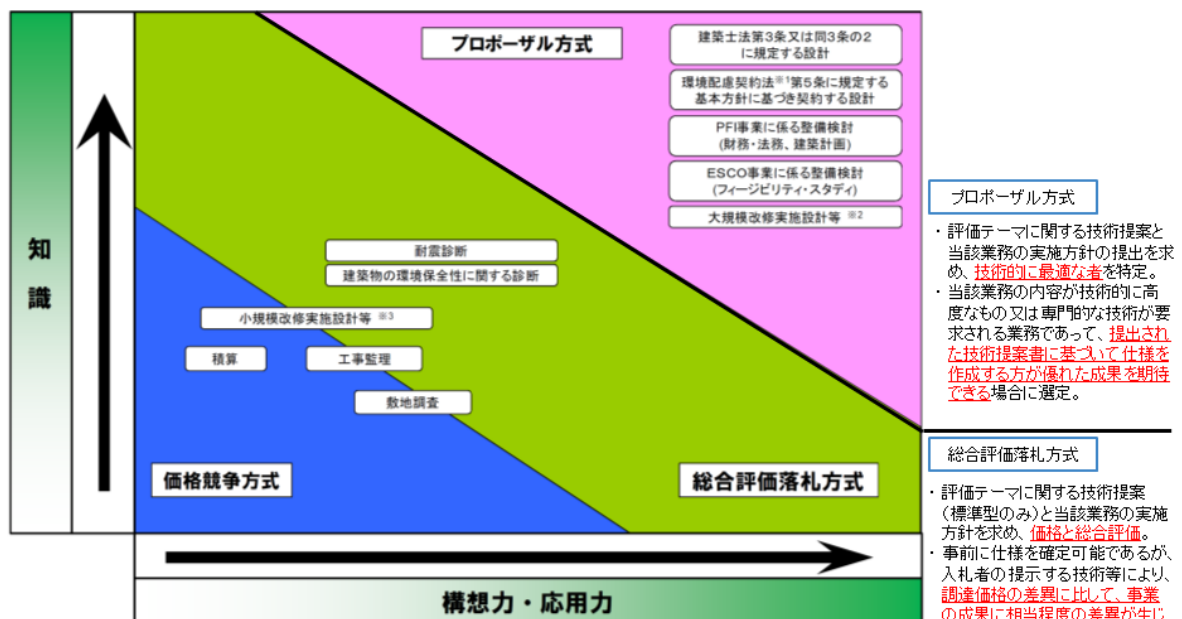 知
識
プロポーザル方式
建築士法第3条又は同3条の2
に規定する設計
環境配慮契約法※1第5条に規定する
基本方針に基づき契約する設計
PFI事業に係る整備検討
(財務・法務、建築計画)
ESCO事業に係る整備検討
(フィージビリティ・スタディ)
大規模改修実施設計等 ※2
耐震診断
建築物の環境保全性に関する診断
小規模改修実施設計等 ※3
積算
工事監理
敷地調査
価格競争方式
総合評価落札方式
構想力・応用力
プロポーザル方式
・評価テーマに関する技術提案と
当該業務の実施方針の提出を求
め、技術的に最適な者を特定。
・当該業務の内容が技術的に高
度なもの又は専門的な技術が要
求される業務であって、提出され
た技術提案書に基づいて仕様を
作成する方が優れた成果を期待
できる場合に選定。
総合評価落札方式
・評価テーマに関する技術提案
（標準型のみ）と当該業務の実施
方針を求め、価格と総合評価。
・事前に仕様を確定可能であるが、
入札者の提示する技術等により、
調達価格の差異に比して、事業
の成果に相当程度の差異が生じ